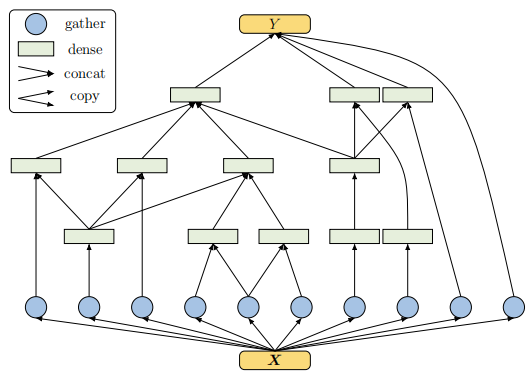 Y
gather
dense
concat
copy
X